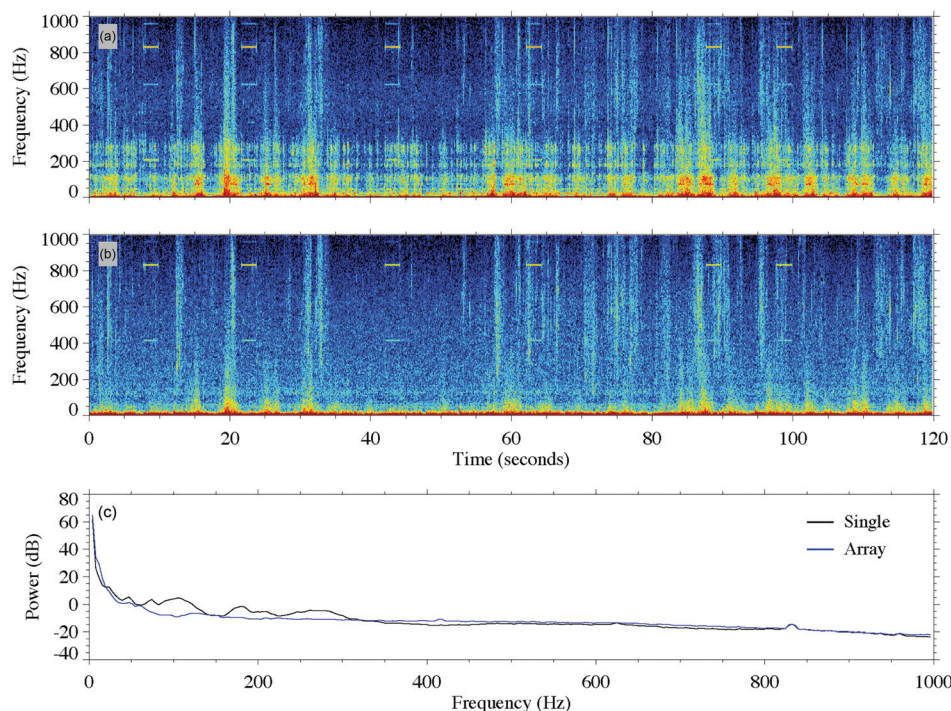 1000
(a)
800
600
400
200
0
Frequency (Hz)
1000
(b)
800
600
400
200
0
Frequency (Hz)
0 20 40 60 80 100 120
Time (seconds)
(c)
60
40
20
0
-20
-40
Power (dB)
Single
Array
0 200 400 600 800 1000
Frequency (Hz)